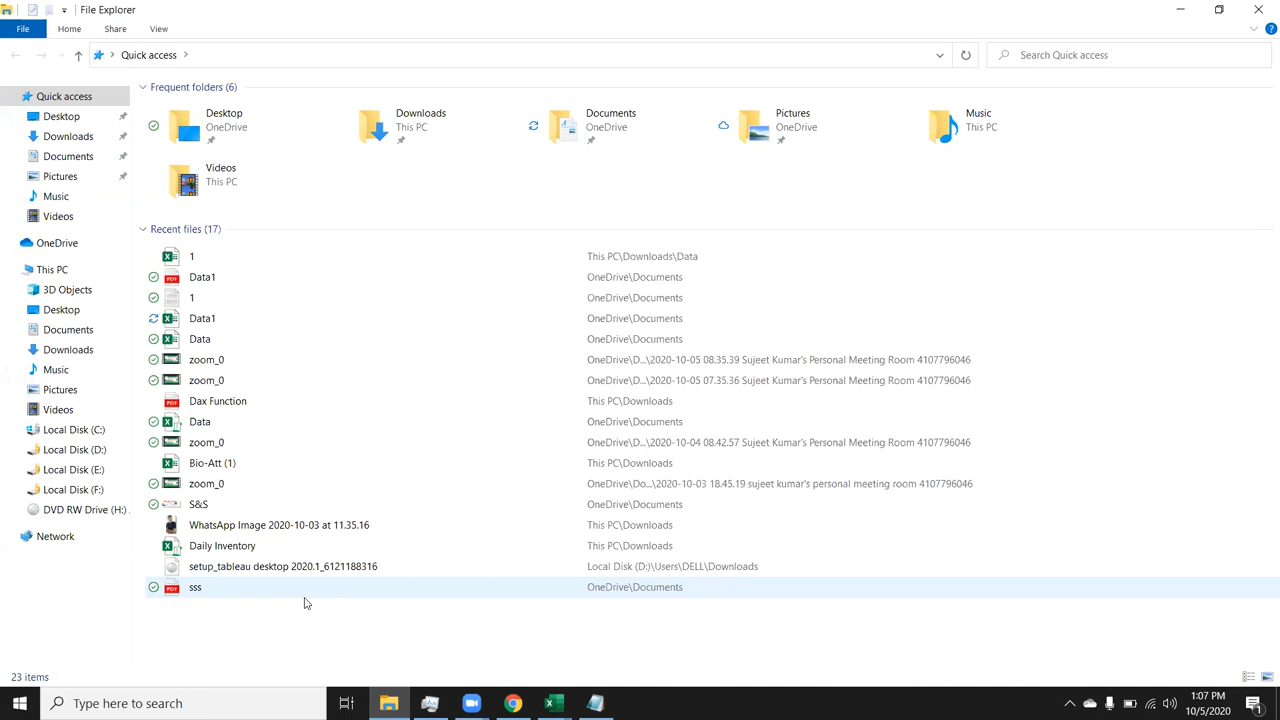 File Explorer
File Home Share View
Quick access Search Quick access
Quick access
Desktop
Downloads
Documents
Pictures
Music
Videos
OneDrive
This PC
3D Objects
Desktop
Documents
Downloads
Music
Pictures
Videos
Local Disk (C:)
Local Disk (D:)
Local Disk (E:)
Local Disk (F:)
DVD RW Drive (H:)
Network
Frequent folders (6)
Desktop
OneDrive
Downloads
This PC
Documents
OneDrive
Pictures
OneDrive
Music
This PC
Videos
This PC
Recent files (17)
1 This PC\Downloads\Data
Data1 OneDrive\Documents
1 OneDrive\Documents
Data1 OneDrive\Documents
Data OneDrive\Documents
zoom_0 OneDrive\D...\2020-10-05 08.35.39 Sujeet Kumar's Personal Meeting Room 4107796046
zoom_0 OneDrive\D...\2020-10-05 07.35.36 Sujeet Kumar's Personal Meeting Room 4107796046
Dax Function This PC\Downloads
Data OneDrive\Documents
zoom_0 OneDrive\D...\2020-10-04 08.42.57 Sujeet Kumar's Personal Meeting Room 4107796046
Bio-Att (1) This PC\Downloads
zoom_0 OneDrive\Do...\2020-10-03 18.45.19 sujeet kumar's personal meeting room 4107796046
S&S OneDrive\Documents
WhatsApp Image 2020-10-03 at 11.35.16 This PC\Downloads
Daily Inventory This PC\Downloads
setup_tableau desktop 2020.1_6121188316 Local Disk (D:)\Users\DELL\Downloads
sss OneDrive\Documents
23 items
Type here to search
1:07 PM
10/5/2020